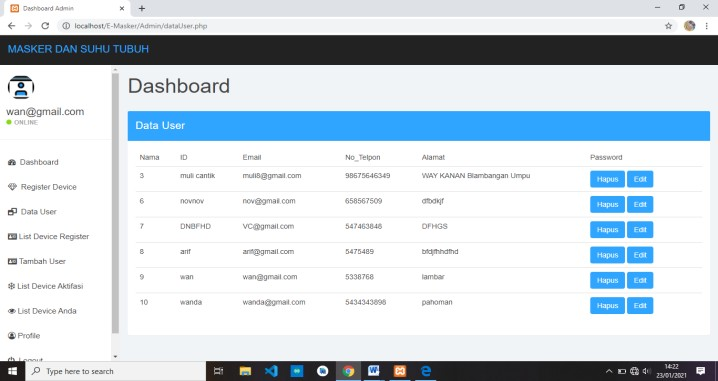 Dashboard Admin
localhost/E-Masker/Admin/dataUser.php
MASKER DAN SUHU TUBUH
wan@gmail.com
ONLINE
Dashboard
Register Device
Data User
List Device Register
Tambah User
List Device Aktifasi
List Device Anda
Profile
Logout
Dashboard
Data User
Nama ID Email No_Telpon Alamat Password
3 muli cantik muli8@gmail.com 98675646349 WAY KANAN Blambangan Umpu Hapus Edit
6 novnov nov@gmail.com 658567509 dfbdkjf Hapus Edit
7 DNBFHD VC@gmail.com 547463848 DFHGS Hapus Edit
8 arif arif@gmail.com 5475489 bfdjfhhdfhd Hapus Edit
9 wan wan@gmail.com 5338768 lambar Hapus Edit
10 wanda wanda@gmail.com 5434343898 pahoman Hapus Edit
Type here to search
14:22
23/01/2021